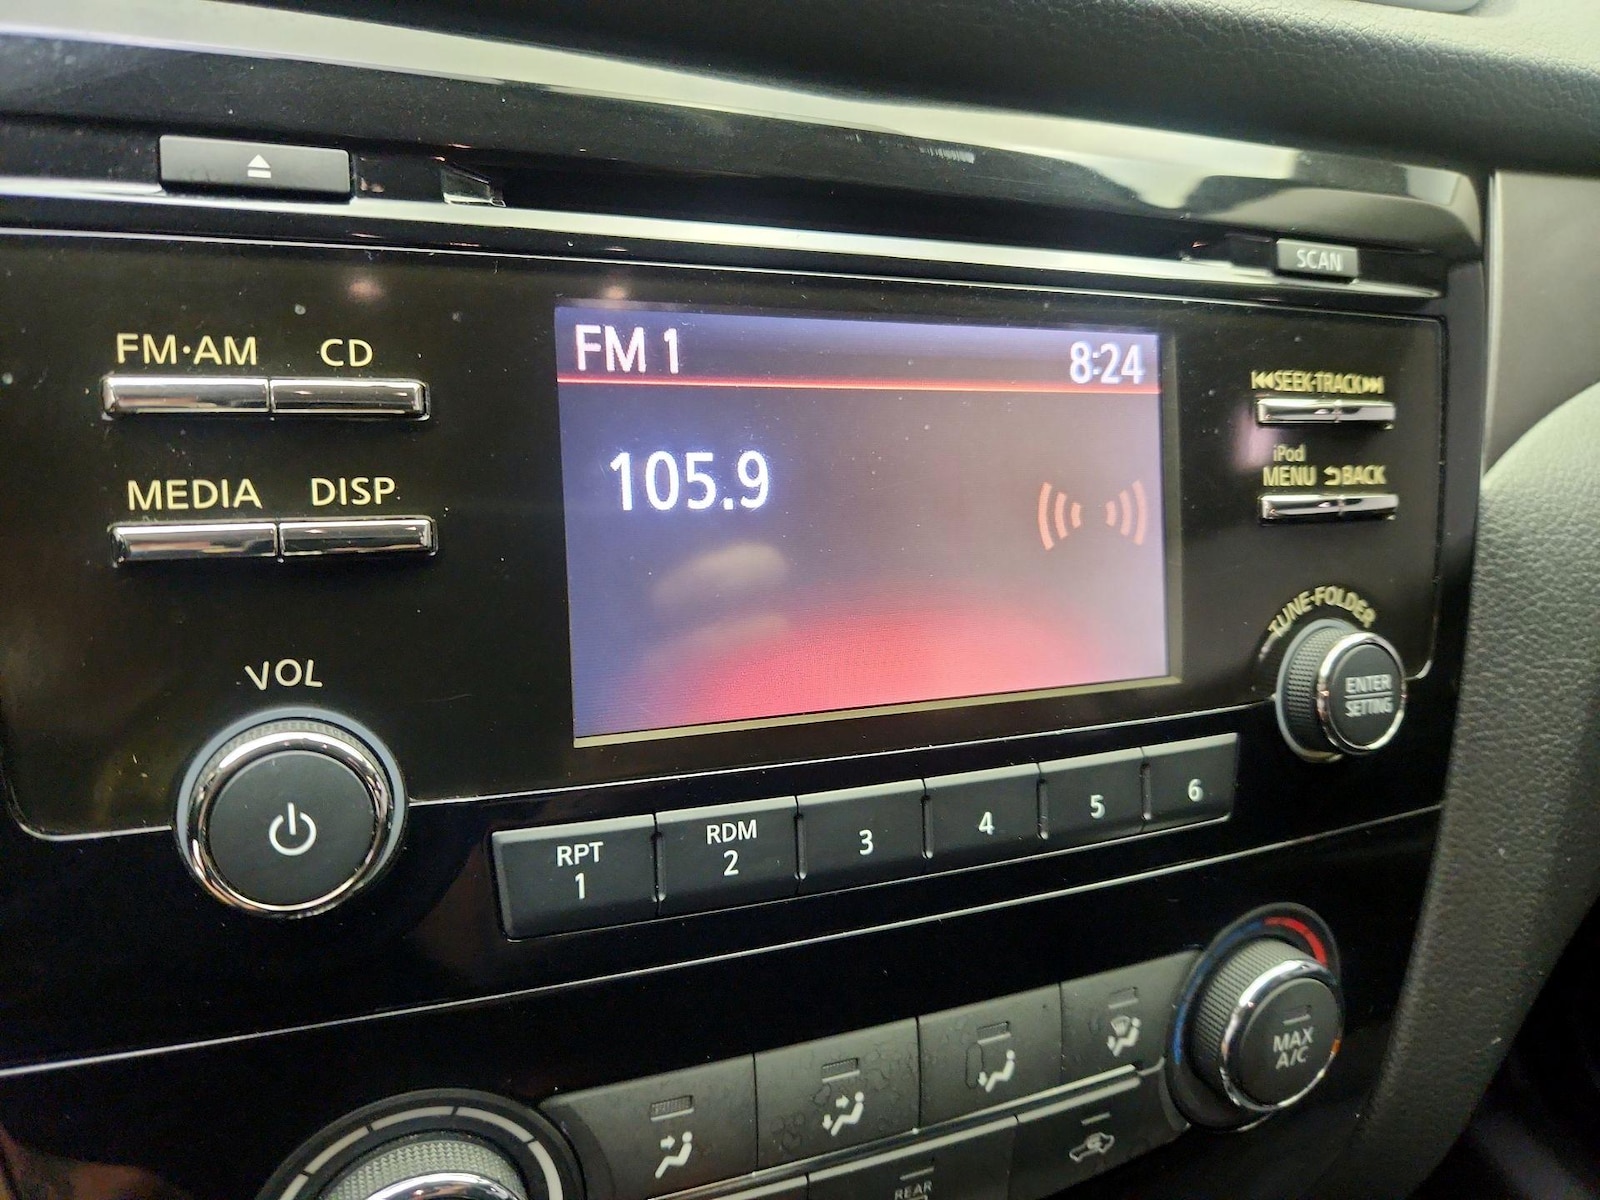 SCAN
FM·AM CD
FM 1 8:24
SEEK·TRACK
105.9
iPod
MENU BACK
MEDIA DISP
TUNE·FOLDER
VOL
ENTER
SETTING
RPT
1
RDM
2
3
4
5
6
MAX
A/C
REAR